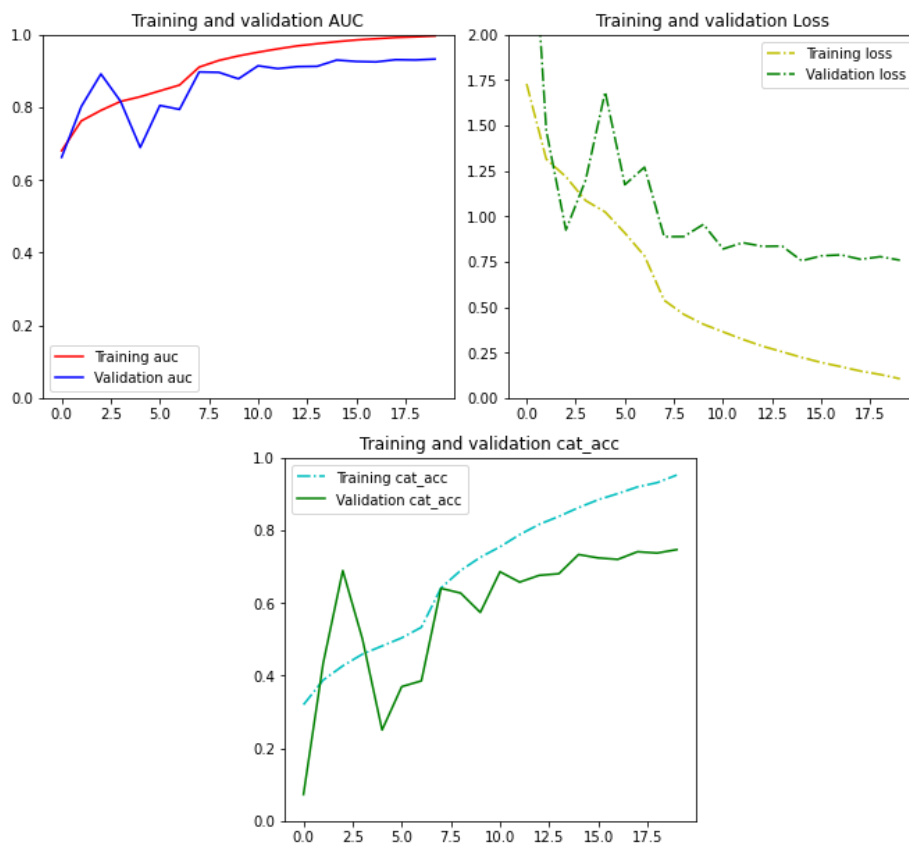 Training and validation AUC
1.0
0.8
0.6
0.4
0.2
0.0
Training auc
Validation auc
0.0 2.5 5.0 7.5 10.0 12.5 15.0 17.5
Training and validation Loss
2.00
1.75
1.50
1.25
1.00
0.75
0.50
0.25
0.00
Training loss
Validation loss
0.0 2.5 5.0 7.5 10.0 12.5 15.0 17.5
Training and validation cat_acc
1.0
0.8
0.6
0.4
0.2
0.0
Training cat_acc
Validation cat_acc
0.0 2.5 5.0 7.5 10.0 12.5 15.0 17.5